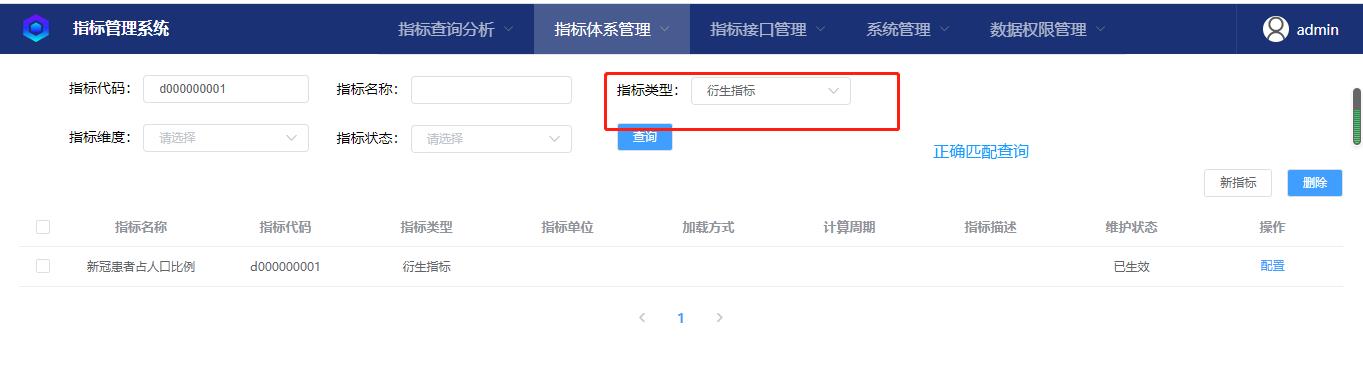 指标管理系统 指标查询分析 指标体系管理 指标接口管理 系统管理 数据权限管理 admin
指标代码： d000000001 指标名称： 指标类型： 衍生指标
指标维度： 请选择 指标状态： 请选择 查询
正确匹配查询
新指标 删除
指标名称 指标代码 指标类型 指标单位 加载方式 计算周期 指标描述 维护状态 操作
新冠患者占人口比例 d000000001 衍生指标 已生效 配置
1